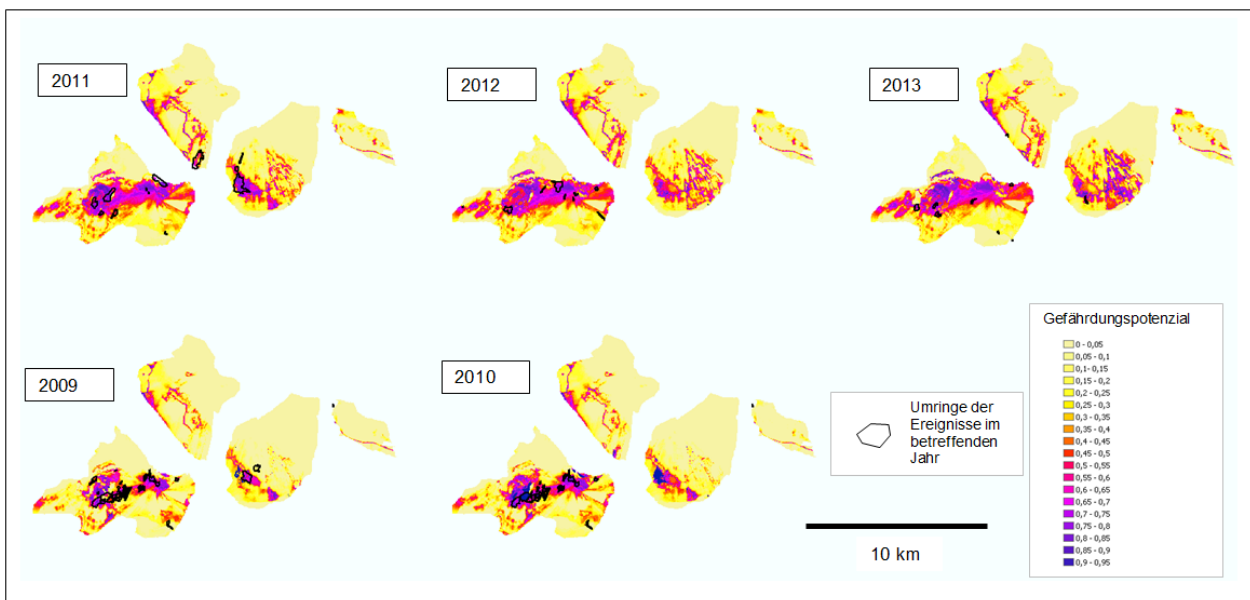 2011
2012
2013
2009
2010
Umringe der
Ereignisse im
betreffenden
Jahr
10 km
Gefährdungspotenzial
0 - 0,05
0,05 - 0,1
0,1- 0,15
0,15 - 0,2
0,2 - 0,25
0,25 - 0,3
0,3 - 0,35
0,35 - 0,4
0,4 - 0,45
0,45 - 0,5
0,5 - 0,55
0,55 - 0,6
0,6 - 0,65
0,65 - 0,7
0,7 - 0,75
0,75 - 0,8
0,8 - 0,85
0,85 - 0,9
0,9 - 0,95